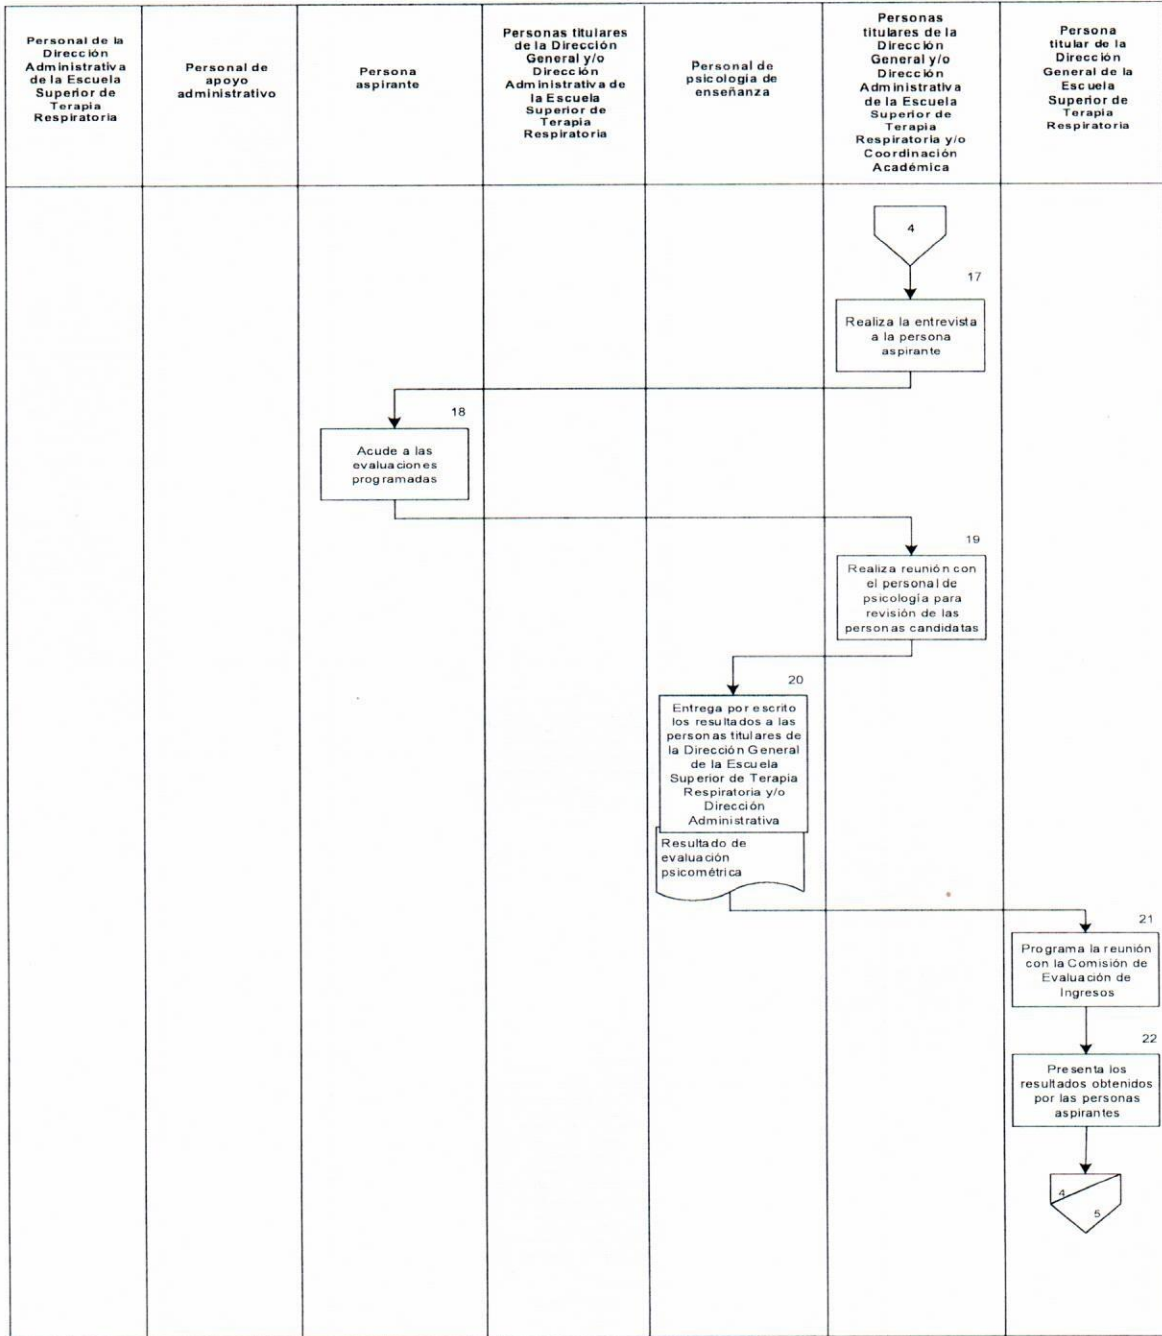 Personal de la
Dirección
Administrativa
de la Escuela
Superior de
Terapia
Respiratoria
Personal de
apoyo
administrativo
Persona
aspirante
Personas titulares
de la Dirección
General y/o
Dirección
Administrativa de
la Escuela
Superior de
Terapia
Respiratoria
Personal de
psicología de
enseñanza
Personas
titulares de la
Dirección
General y/o
Dirección
Administrativa
de la Escuela
Superior de
Terapia
Respiratoria y/o
Coordinación
Académica
Persona
titular de la
Dirección
General de la
Escuela
Superior de
Terapia
Respiratoria
4
17
Realiza la entrevista
a la persona
aspirante
18
Acude a las
evaluaciones
programadas
19
Realiza reunión con
el personal de
psicología para
revisión de las
personas candidatas
20
Entrega por escrito
los resultados a las
personas titulares de
la Dirección General
de la Escuela
Superior de Terapia
Respiratoria y/o
Dirección
Administrativa
Resultado de
evaluación
psicométrica
21
Programa la reunión
con la Comisión de
Evaluación de
Ingresos
22
Presenta los
resultados obtenidos
por las personas
aspirantes
4
5